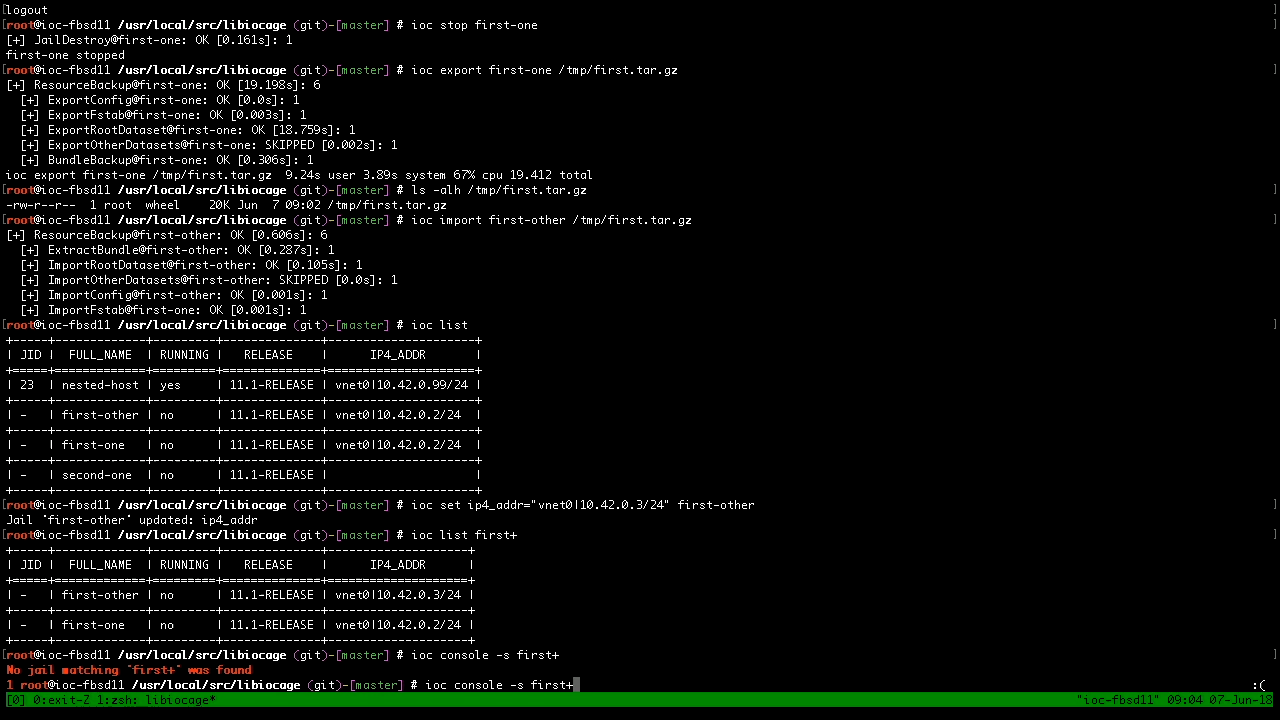 logout
[root@ioc-fbsd11 /usr/local/src/libiocage (git)-[master] # ioc stop first-one ]
[+] JailDestroy@first-one: OK [0.161s]: 1
first-one stopped
[root@ioc-fbsd11 /usr/local/src/libiocage (git)-[master] # ioc export first-one /tmp/first.tar.gz ]
[+] ResourceBackup@first-one: OK [19.198s]: 6
  [+] ExportConfig@first-one: OK [0.0s]: 1
  [+] ExportFstab@first-one: OK [0.003s]: 1
  [+] ExportRootDataset@first-one: OK [18.759s]: 1
  [+] ExportOtherDatasets@first-one: SKIPPED [0.002s]: 1
  [+] BundleBackup@first-one: OK [0.306s]: 1
ioc export first-one /tmp/first.tar.gz  9.24s user 3.89s system 67% cpu 19.412 total
[root@ioc-fbsd11 /usr/local/src/libiocage (git)-[master] # ls -alh /tmp/first.tar.gz ]
-rw-r--r--  1 root  wheel    20K Jun  7 09:02 /tmp/first.tar.gz
[root@ioc-fbsd11 /usr/local/src/libiocage (git)-[master] # ioc import first-other /tmp/first.tar.gz ]
[+] ResourceBackup@first-other: OK [0.606s]: 6
  [+] ExtractBundle@first-other: OK [0.287s]: 1
  [+] ImportRootDataset@first-other: OK [0.105s]: 1
  [+] ImportOtherDatasets@first-other: SKIPPED [0.0s]: 1
  [+] ImportConfig@first-other: OK [0.001s]: 1
  [+] ImportFstab@first-other: OK [0.001s]: 1
[root@ioc-fbsd11 /usr/local/src/libiocage (git)-[master] # ioc list ]
+-----+-------------+---------+--------------+---------------------+
| JID |  FULL_NAME  | RUNNING |   RELEASE    |      IP4_ADDR       |
+=====+=============+=========+==============+=====================+
| 23  | nested-host | yes     | 11.1-RELEASE | vnet0|10.42.0.99/24 |
+-----+-------------+---------+--------------+---------------------+
| -   | first-other | no      | 11.1-RELEASE | vnet0|10.42.0.2/24  |
+-----+-------------+---------+--------------+---------------------+
| -   | first-one   | no      | 11.1-RELEASE | vnet0|10.42.0.2/24  |
+-----+-------------+---------+--------------+---------------------+
| -   | second-one  | no      | 11.1-RELEASE |                     |
+-----+-------------+---------+--------------+---------------------+
[root@ioc-fbsd11 /usr/local/src/libiocage (git)-[master] # ioc set ip4_addr="vnet0|10.42.0.3/24" first-other ]
Jail 'first-other' updated: ip4_addr
[root@ioc-fbsd11 /usr/local/src/libiocage (git)-[master] # ioc list first+ ]
+-----+-------------+---------+--------------+--------------------+
| JID |  FULL_NAME  | RUNNING |   RELEASE    |      IP4_ADDR      |
+=====+=============+=========+==============+====================+
| -   | first-other | no      | 11.1-RELEASE | vnet0|10.42.0.3/24 |
+-----+-------------+---------+--------------+--------------------+
| -   | first-one   | no      | 11.1-RELEASE | vnet0|10.42.0.2/24 |
+-----+-------------+---------+--------------+--------------------+
[root@ioc-fbsd11 /usr/local/src/libiocage (git)-[master] # ioc console -s first+ ]
No jail matching 'first+' was found
1 root@ioc-fbsd11 /usr/local/src/libiocage (git)-[master] # ioc console -s first+ :(
[0] 0:exit-Z 1:zsh: libiocage* "ioc-fbsd11" 09:04 07-Jun-18